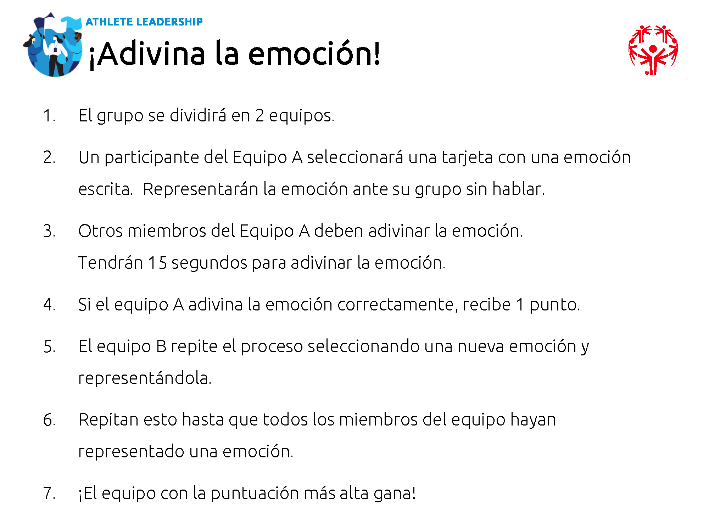 ATHLETE LEADERSHIP
¡Adivina la emoción!
1. El grupo se dividirá en 2 equipos.
2. Un participante del Equipo A seleccionará una tarjeta con una emoción
escrita. Representarán la emoción ante su grupo sin hablar.
3. Otros miembros del Equipo A deben adivinar la emoción.
Tendrán 15 segundos para adivinar la emoción.
4. Si el equipo A adivina la emoción correctamente, recibe 1 punto.
5. El equipo B repite el proceso seleccionando una nueva emoción y
representándola.
6. Repitan esto hasta que todos los miembros del equipo hayan
representado una emoción.
7. ¡El equipo con la puntuación más alta gana!